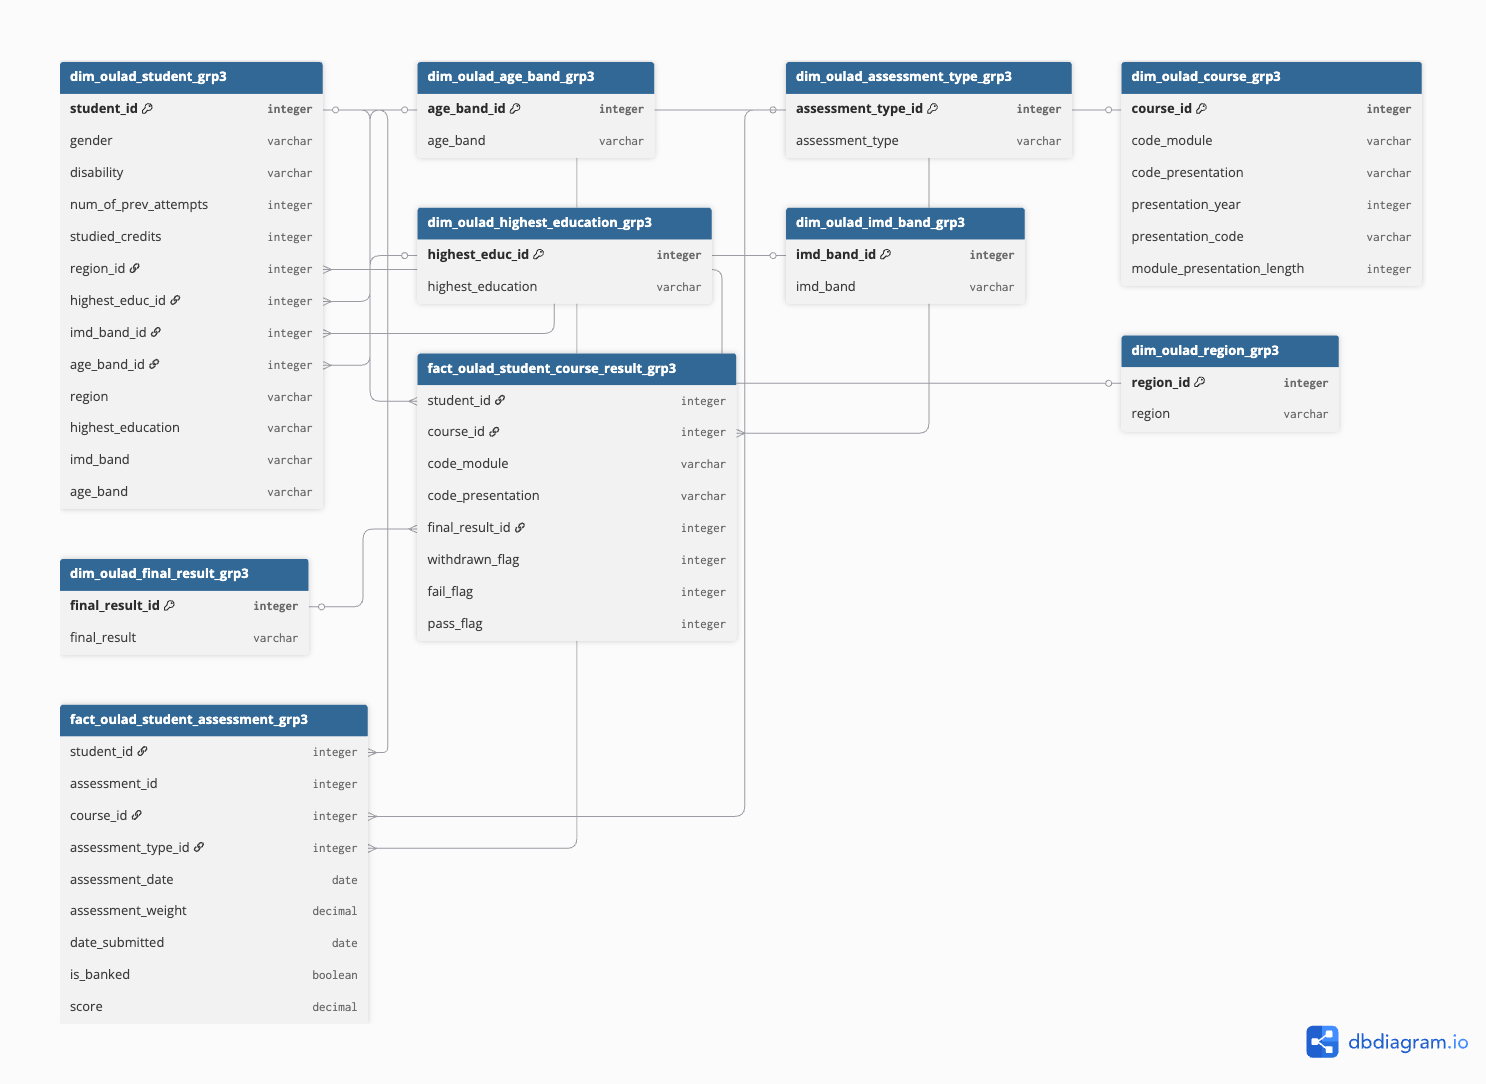 dim_oulad_student_grp3
student_id integer
gender varchar
disability varchar
num_of_prev_attempts integer
studied_credits integer
region_id integer
highest_educ_id integer
imd_band_id integer
age_band_id integer
region varchar
highest_education varchar
imd_band varchar
age_band varchar
dim_oulad_age_band_grp3
age_band_id integer
age_band varchar
dim_oulad_assessment_type_grp3
assessment_type_id integer
assessment_type varchar
dim_oulad_course_grp3
course_id integer
code_module varchar
code_presentation varchar
presentation_year integer
presentation_code varchar
module_presentation_length integer
dim_oulad_highest_education_grp3
highest_educ_id integer
highest_education varchar
dim_oulad_imd_band_grp3
imd_band_id integer
imd_band varchar
dim_oulad_region_grp3
region_id integer
region varchar
fact_oulad_student_course_result_grp3
student_id integer
course_id integer
code_module varchar
code_presentation varchar
final_result_id integer
withdrawn_flag integer
fail_flag integer
pass_flag integer
dim_oulad_final_result_grp3
final_result_id integer
final_result varchar
fact_oulad_student_assessment_grp3
student_id integer
assessment_id integer
course_id integer
assessment_type_id integer
assessment_date date
assessment_weight decimal
date_submitted date
is_banked boolean
score decimal
dbdiagram.io